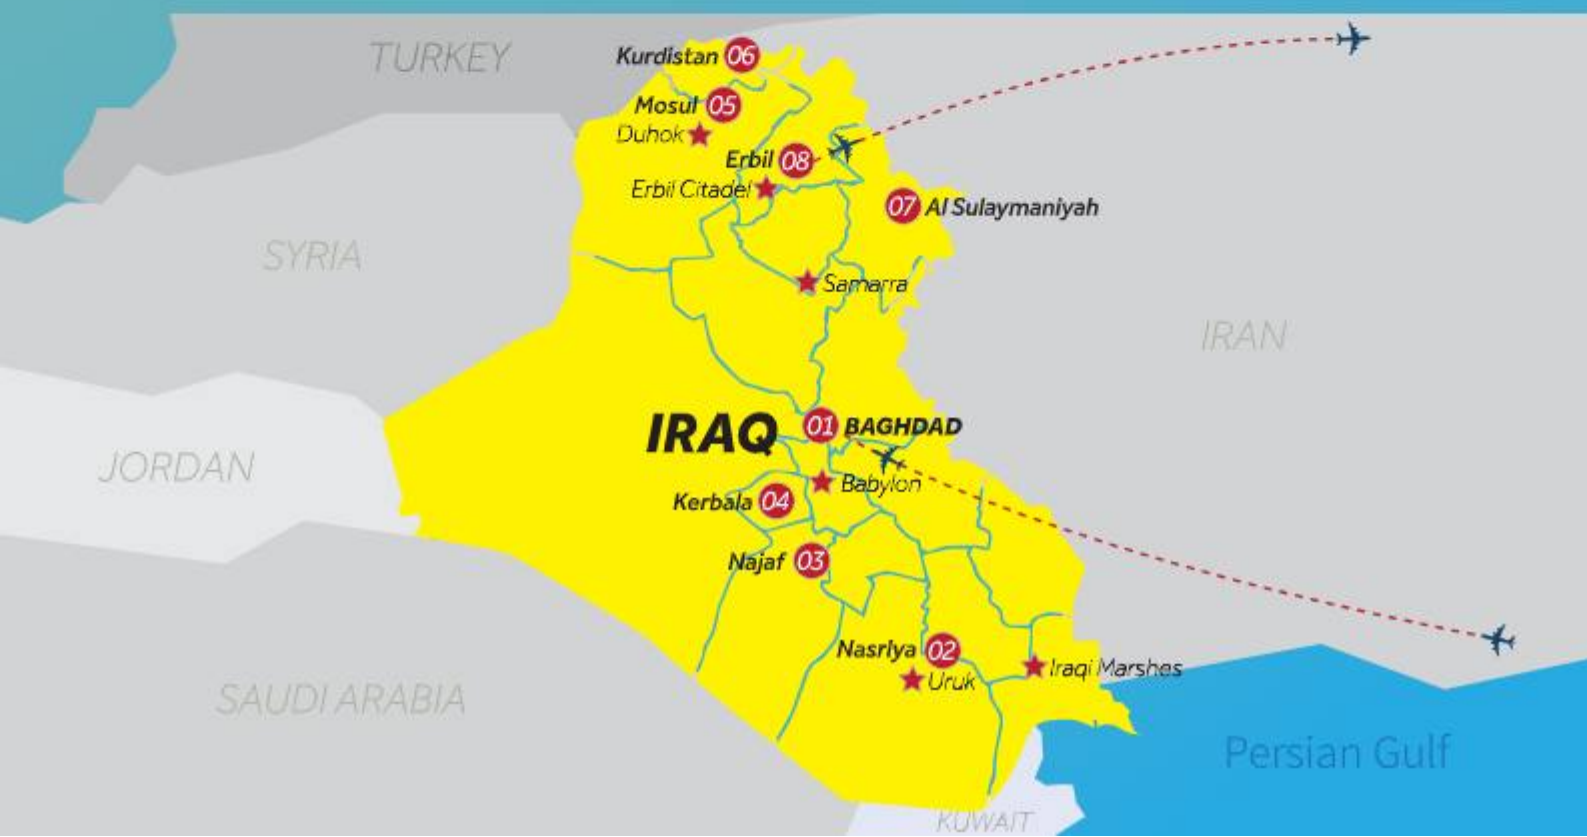 TURKEY
Kurdistan 06
Mosul 05
Duhok
Erbil 08
Erbil Citadel
07 Al Sulaymaniyah
SYRIA
Samarra
IRAN
IRAQ
01 BAGHDAD
JORDAN
Babylon
Kerbala 04
Najaf 03
Nasrlya 02
Iraqi Marshes
Uruk
SAUDI ARABIA
Persian Gulf
KUWAIT